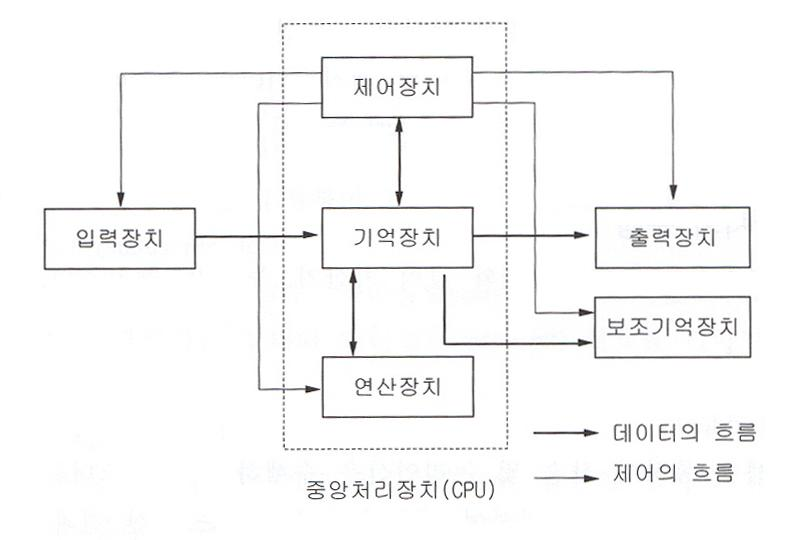 제어장치
입력장치
기억장치
출력장치
보조기억장치
연산장치
데이터의 흐름
제어의 흐름
중앙처리장치(CPU)